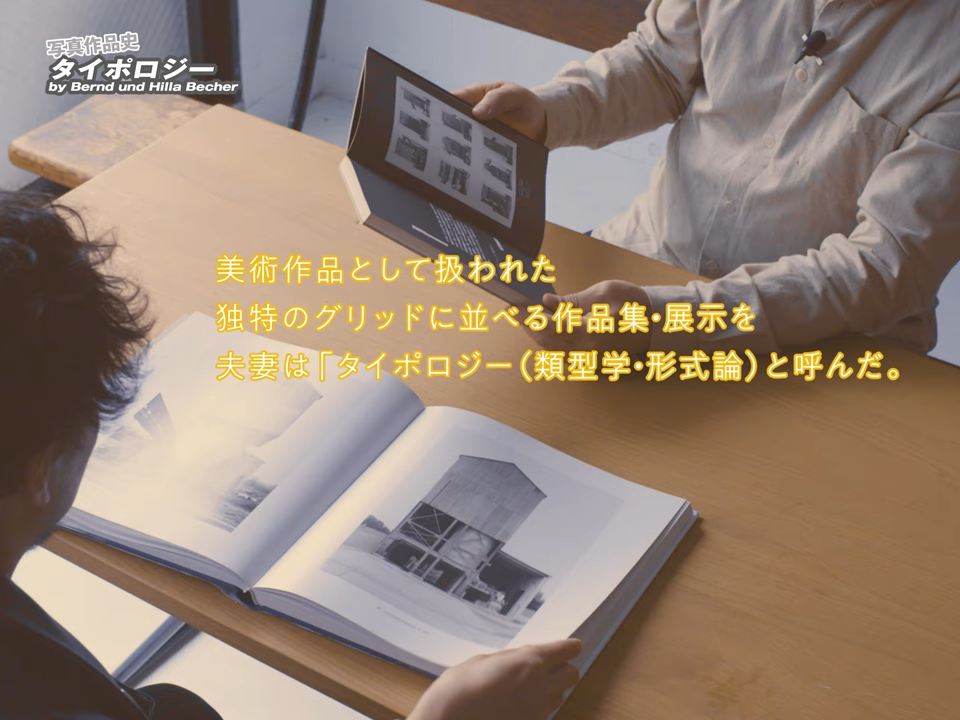 写真作品史
タイポロジー
by Bernd und Hilla Becher
美術作品として扱われた
独特のグリッドに並べる作品集・展示を
夫妻は「タイポロジー（類型学・形式論）と呼んだ。